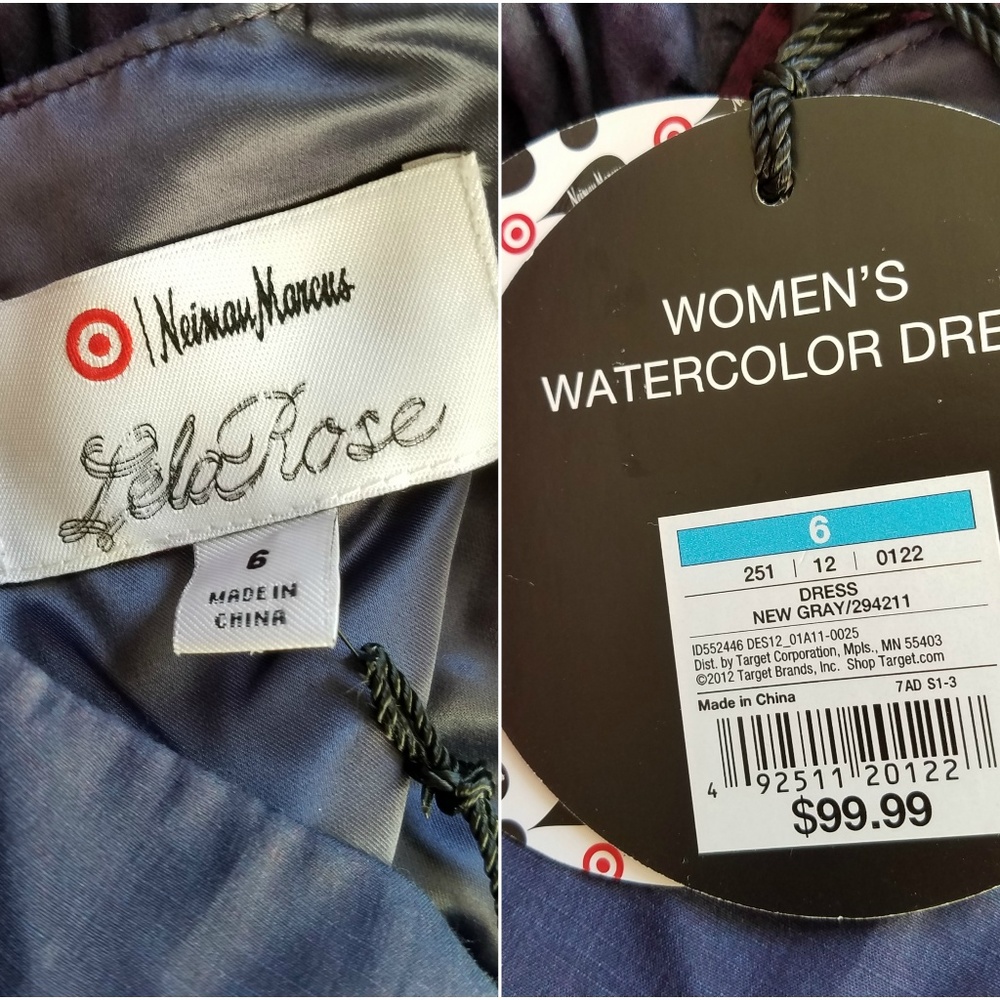 | Neiman Marcus
Lela Rose
6
MADE IN
CHINA
Neiman Marcus
WOMEN'S
WATERCOLOR DRE
6
251 | 12 | 0122
DRESS
NEW GRAY/294211
ID552446 DES12_01A11-0025
Dist. by Target Corporation, Mpls., MN 55403
©2012 Target Brands, Inc. Shop Target.com
Made in China 7AD S1-3
4 92511 20122
$99.99